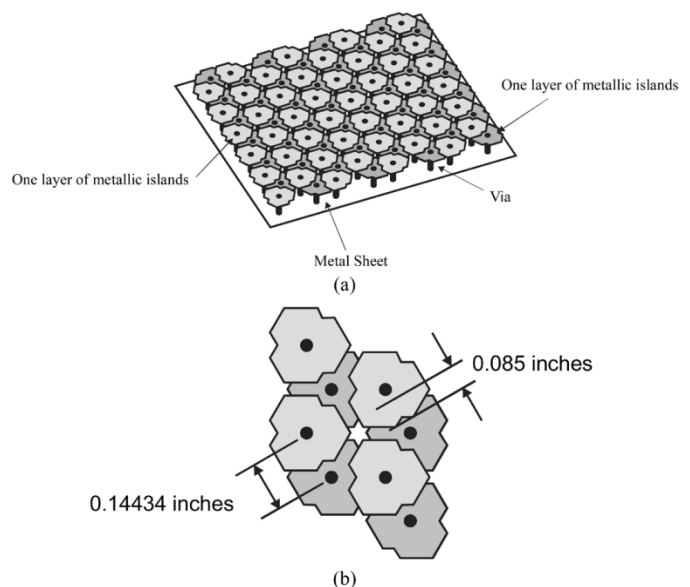 One layer of metallic islands
One layer of metallic islands
Via
Metal Sheet
(a)
0.085 inches
0.14434 inches
(b)